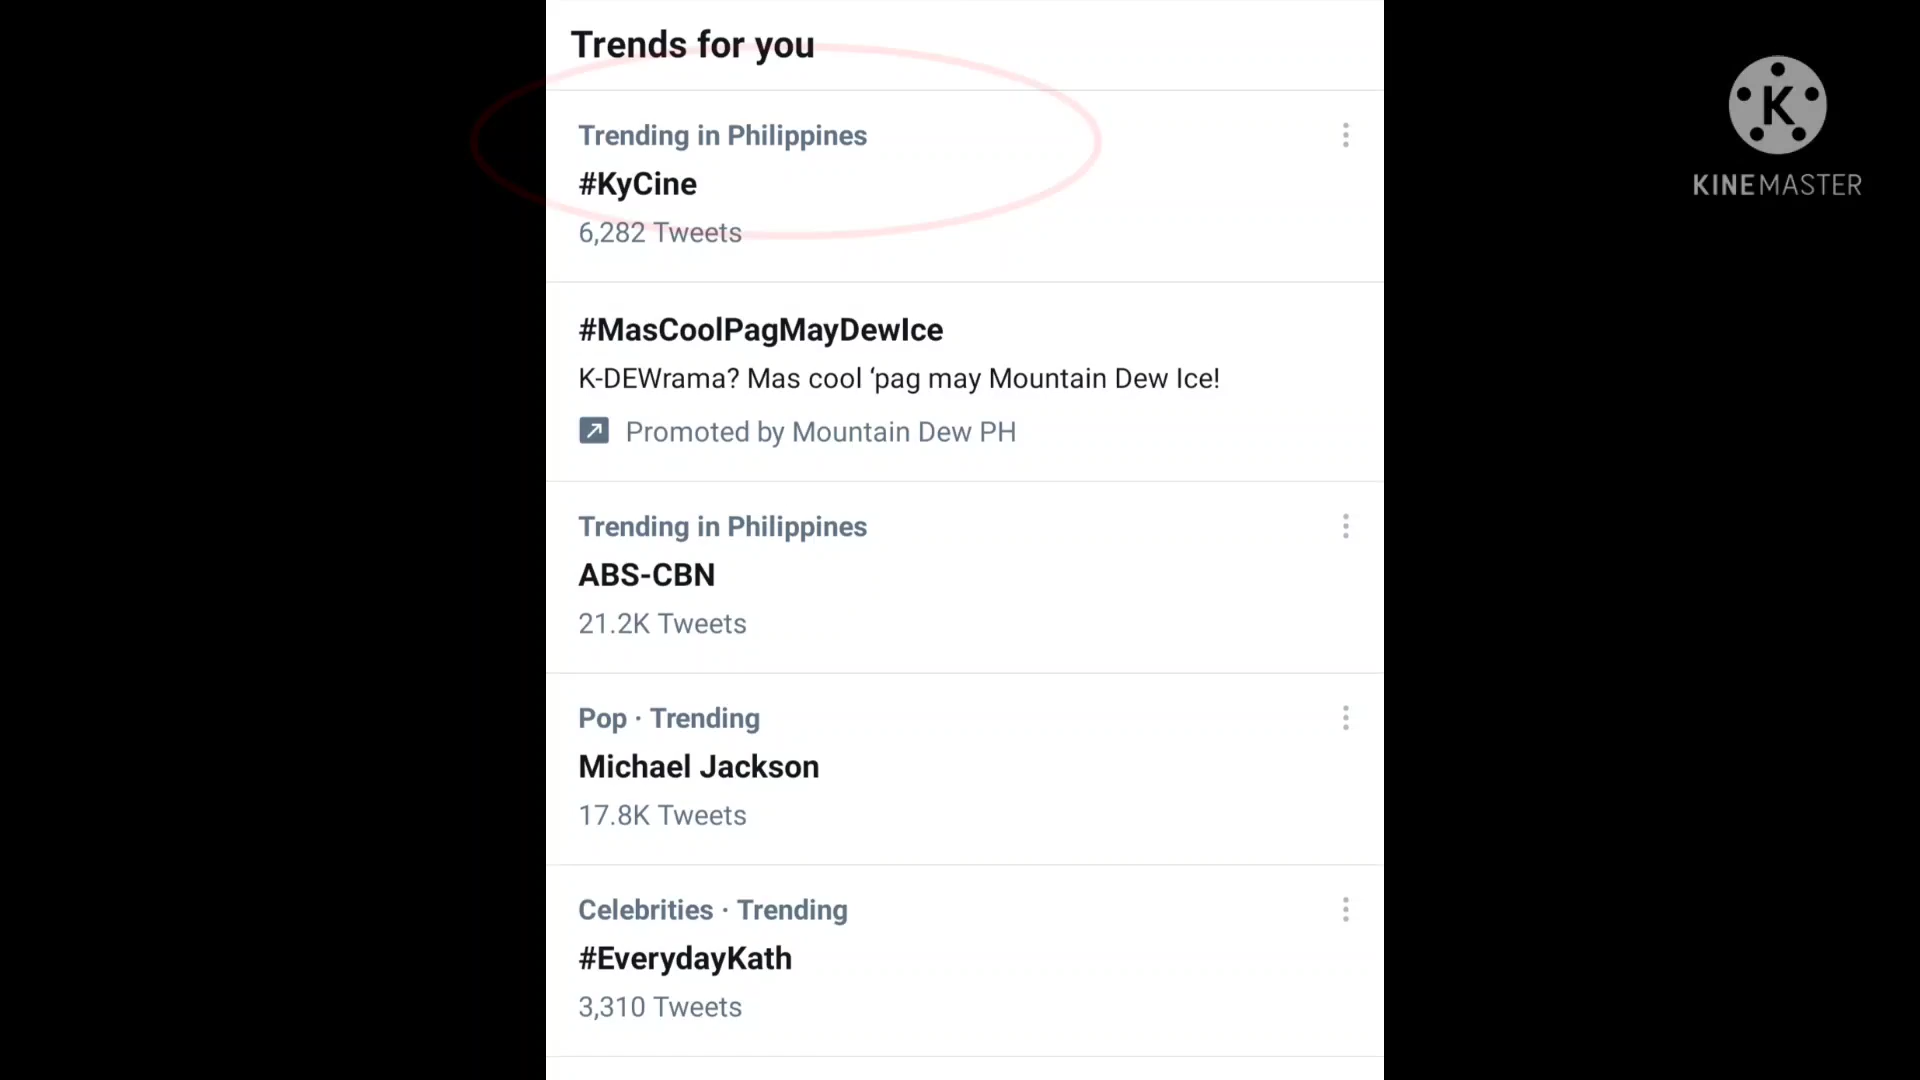 Trends for you
Trending in Philippines
#KyCine
6,282 Tweets
#MasCoolPagMayDewIce
K-DEWrama? Mas cool ‘pag may Mountain Dew Ice!
Promoted by Mountain Dew PH
Trending in Philippines
ABS-CBN
21.2K Tweets
Pop · Trending
Michael Jackson
17.8K Tweets
Celebrities · Trending
#EverydayKath
3,310 Tweets
K
KINEMASTER